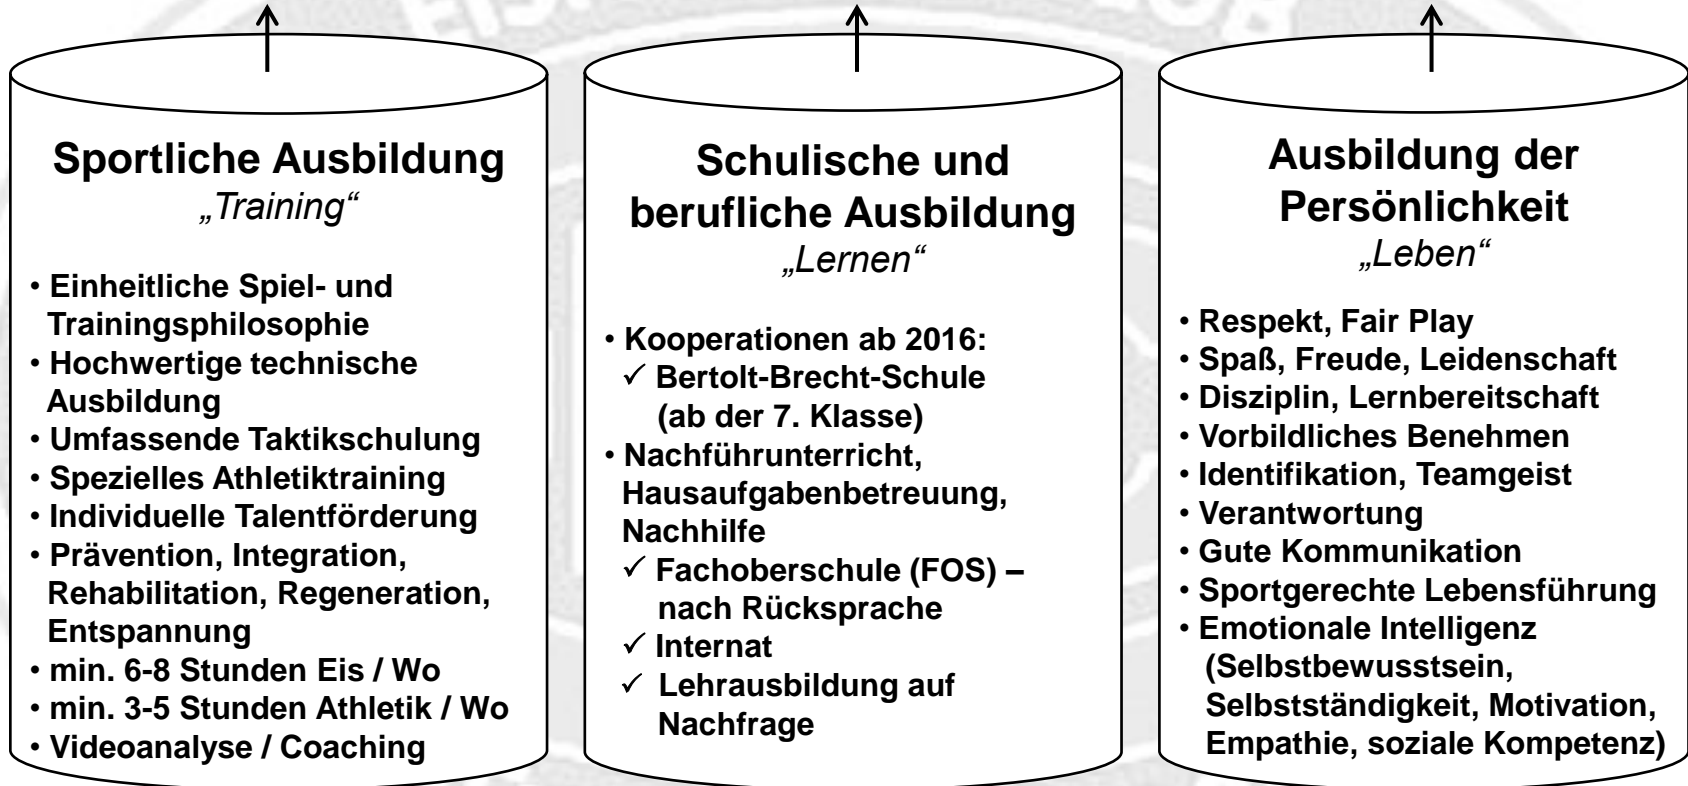 Sportliche Ausbildung
„Training“
• Einheitliche Spiel- und
Trainingsphilosophie
• Hochwertige technische
Ausbildung
• Umfassende Taktikschulung
• Spezielles Athletiktraining
• Individuelle Talentförderung
• Prävention, Integration,
Rehabilitation, Regeneration,
Entspannung
• min. 6-8 Stunden Eis / Wo
• min. 3-5 Stunden Athletik / Wo
• Videoanalyse / Coaching
Schulische und
berufliche Ausbildung
„Lernen“
• Kooperationen ab 2016:
✓ Bertolt-Brecht-Schule
(ab der 7. Klasse)
• Nachführunterricht,
Hausaufgabenbetreuung,
Nachhilfe
✓ Fachoberschule (FOS) –
nach Rücksprache
✓ Internat
✓ Lehrausbildung auf
Nachfrage
Ausbildung der
Persönlichkeit
„Leben“
• Respekt, Fair Play
• Spaß, Freude, Leidenschaft
• Disziplin, Lernbereitschaft
• Vorbildliches Benehmen
• Identifikation, Teamgeist
• Verantwortung
• Gute Kommunikation
• Sportgerechte Lebensführung
• Emotionale Intelligenz
(Selbstbewusstsein,
Selbstständigkeit, Motivation,
Empathie, soziale Kompetenz)